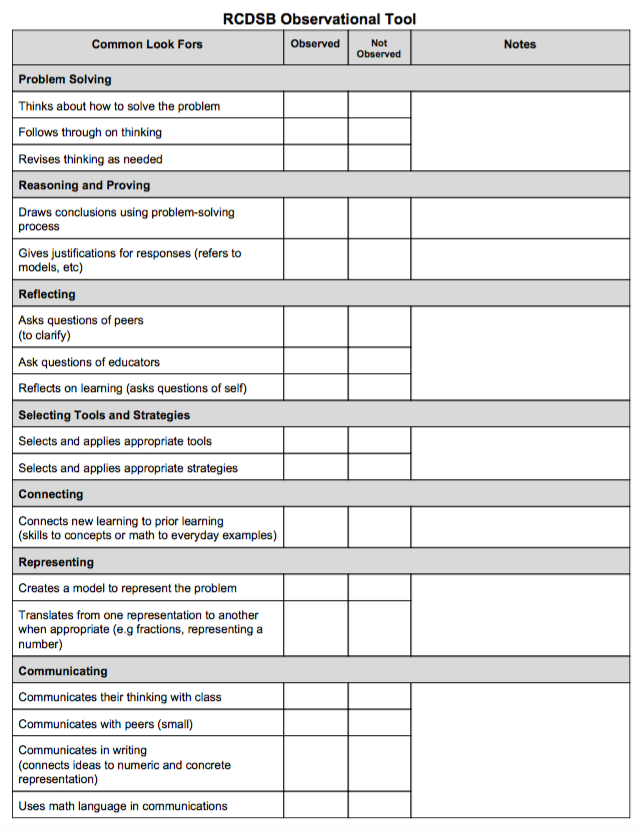 RCDSB Observational Tool
Common Look Fors
Observed
Not
Observed
Notes
Problem Solving
Thinks about how to solve the problem
Follows through on thinking
Revises thinking as needed
Reasoning and Proving
Draws conclusions using problem-solving
process
Gives justifications for responses (refers to
models, etc)
Reflecting
Asks questions of peers
(to clarify)
Ask questions of educators
Reflects on learning (asks questions of self)
Selecting Tools and Strategies
Selects and applies appropriate tools
Selects and applies appropriate strategies
Connecting
Connects new learning to prior learning
(skills to concepts or math to everyday examples)
Representing
Creates a model to represent the problem
Translates from one representation to another
when appropriate (e.g fractions, representing a
number)
Communicating
Communicates their thinking with class
Communicates with peers (small)
Communicates in writing
(connects ideas to numeric and concrete
representation)
Uses math language in communications